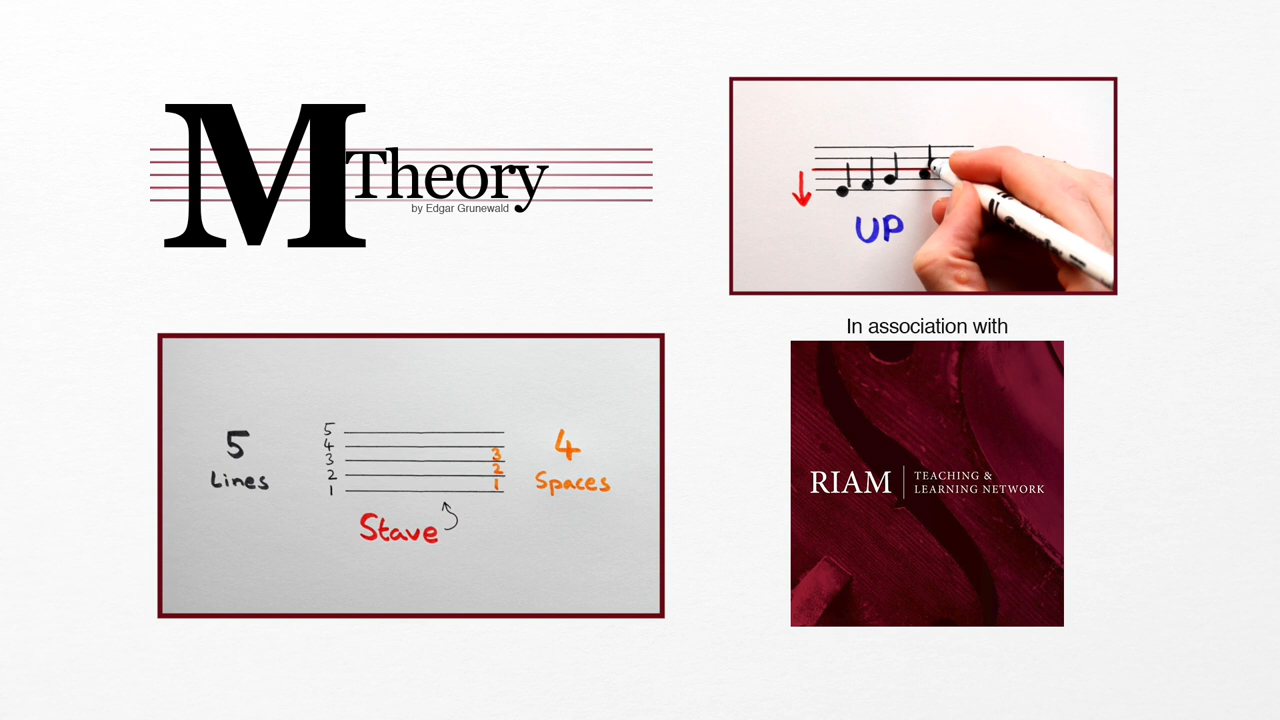 M Theory
by Edgar Grunewald
UP
5
Lines
5
4
3
2
1
3
2
1
4
Spaces
Stave
In association with
RIAM
TEACHING &
LEARNING NETWORK